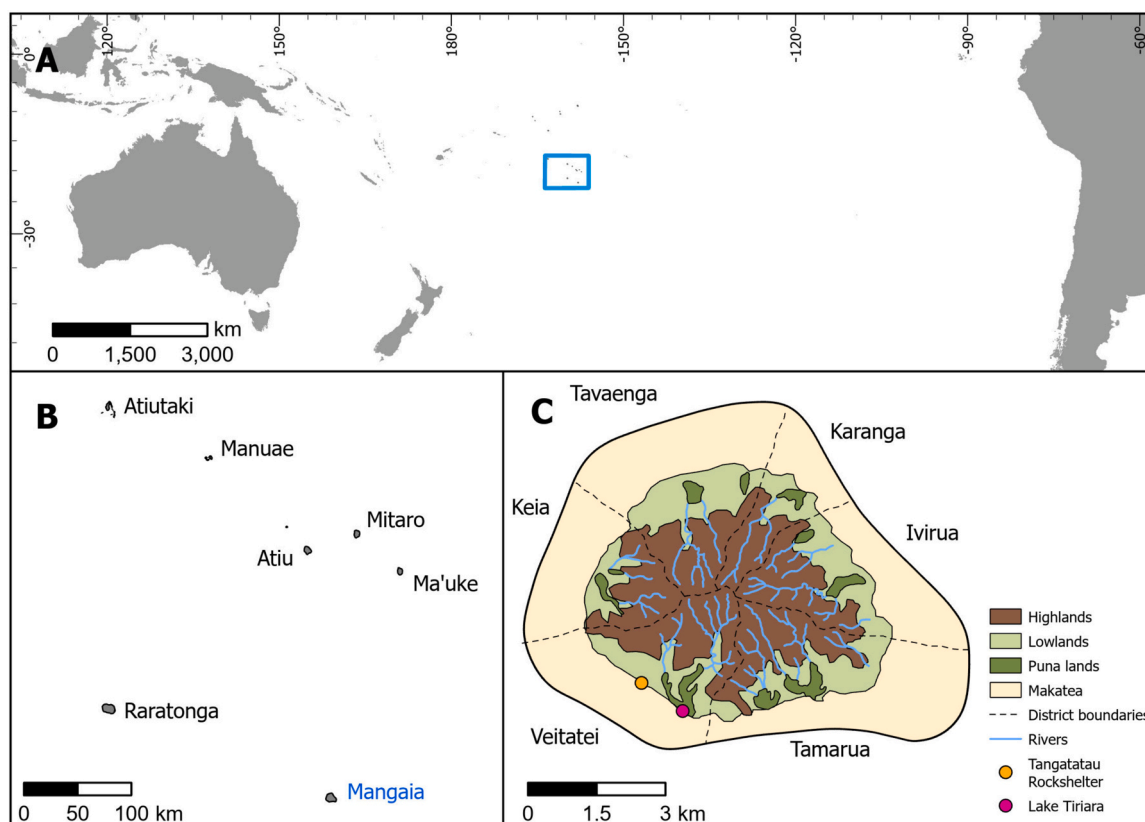 A
120°
150°
180°
-150°
-120°
-90°
-60°
0°
-30°
km
0 1,500 3,000
B
Atiutaki
Manuae
Mitaro
Atiu
Ma'uke
Raratonga
Mangaia
0 50 100 km
C
Tavaenga
Karanga
Keia
Ivirua
Veitatei
Tamarua
0 1.5 3 km
Highlands
Lowlands
Puna lands
Makatea
District boundaries
Rivers
Tangatatau
Rockshelter
Lake Tiriara